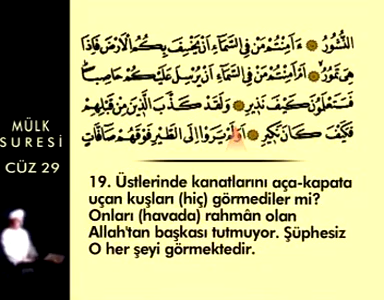 النُّشُورُ ۞ ءَاَمِنْتُمْ مَنْ فِى السَّمَٓاءِ اَنْ يَخْسِفَ بِكُمُ الْاَرْضَ فَاِذَا
هِىَ تَمُورُ ۞ اَمْ اَمِنْتُمْ مَنْ فِى السَّمَٓاءِ اَنْ يُرْسِلَ عَلَيْكُمْ حَاصِبًا
فَسَتَعْلَمُونَ كَيْفَ نَذِيرِ ۞ وَلَقَدْ كَذَّبَ الَّذِينَ مِنْ قَبْلِهِمْ
فَكَيْفَ كَانَ نَكِيرِ ۞ اَوَلَمْ يَرَوْا اِلَى الطَّيْرِ فَوْقَهُمْ صَٓافَّاتٍ
MÜLK
SURESİ
CÜZ 29
19. Üstlerinde kanatlarını aça-kapata
uçan kuşları (hiç) görmediler mi?
Onları (havada) rahmân olan
Allah'tan başkası tutmuyor. Şüphesiz
O her şeyi görmektedir.